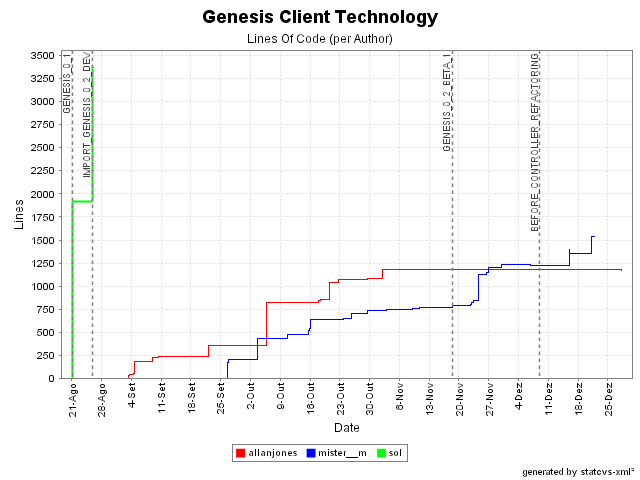 Genesis Client Technology
Lines Of Code (per Author)
Lines
3500
3250
3000
2750
2500
2250
2000
1750
1500
1250
1000
750
500
250
0
GENESIS_0_1
IMPORT_GENESIS_0_2_DEV
GENESIS_0_2_BETA_1
BEFORE_CONTROLLER_REFACTORING
21-Ago
28-Ago
4-Set
11-Set
18-Set
25-Set
2-Out
9-Out
16-Out
23-Out
30-Out
6-Nov
13-Nov
20-Nov
27-Nov
4-Dez
11-Dez
18-Dez
25-Dez
Date
allanjones mister__m sol
generated by statcvs-xml²